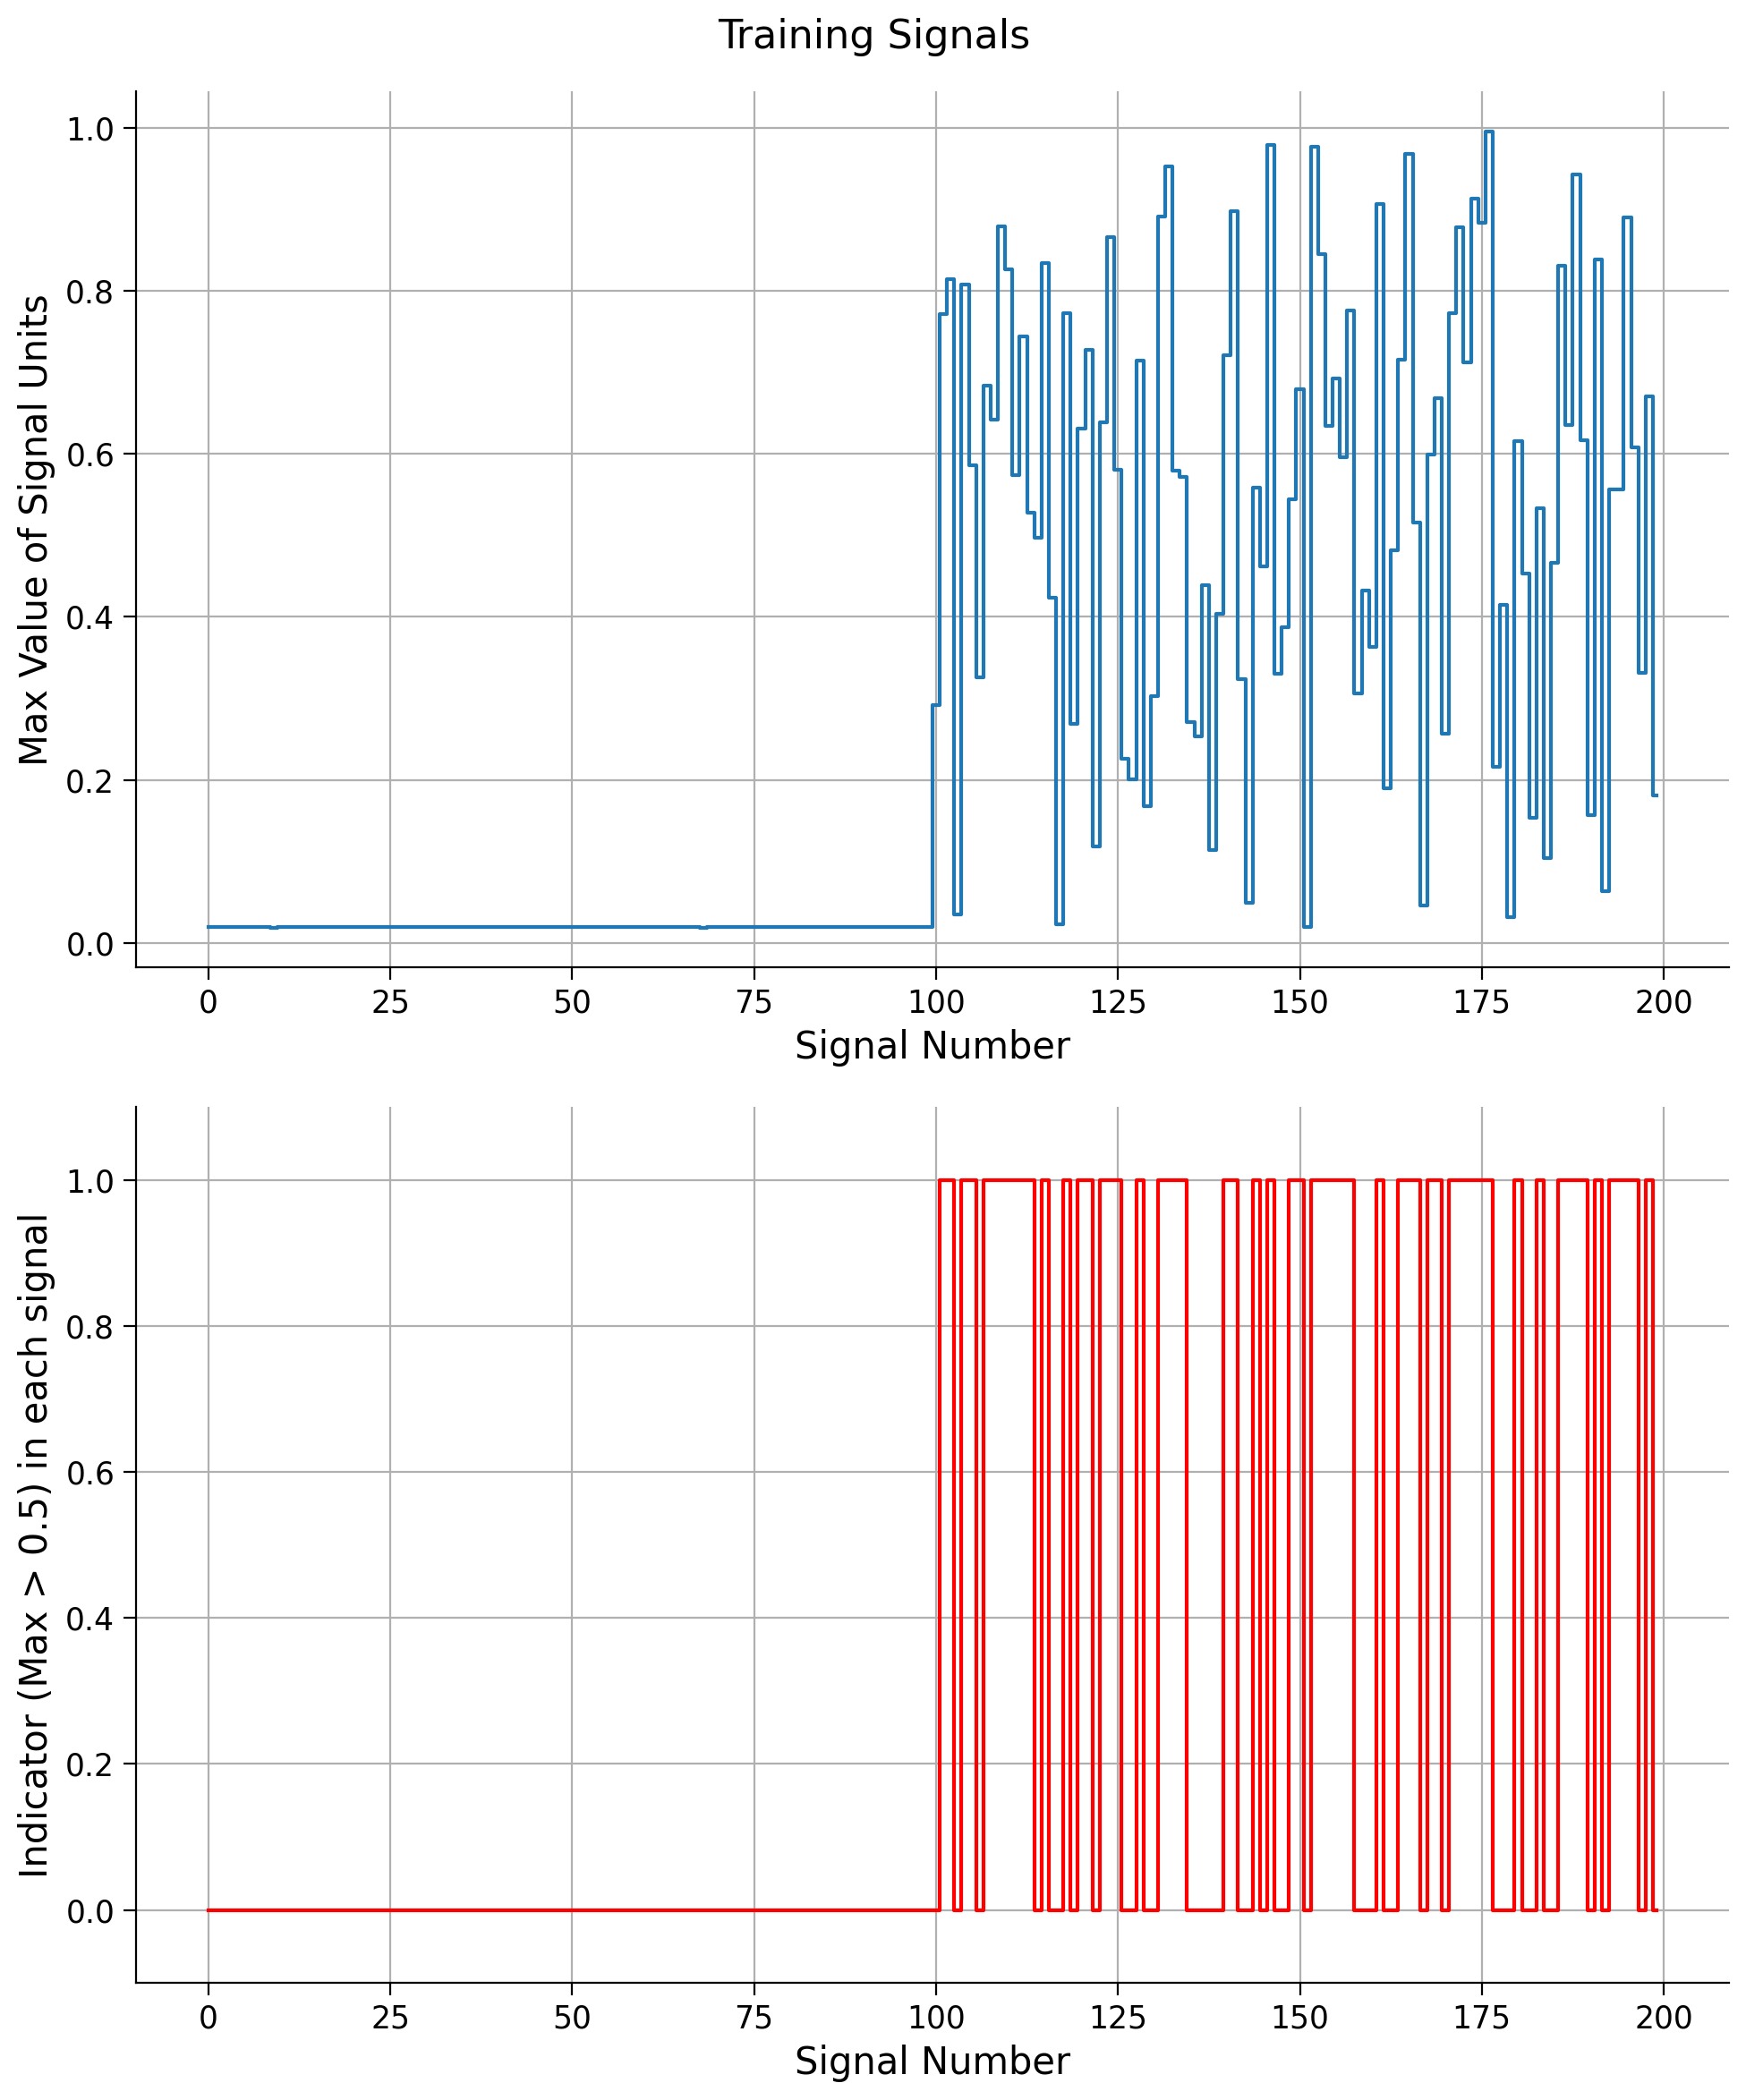 Training Signals
Max Value of Signal Units
1.0
0.8
0.6
0.4
0.2
0.0
0 25 50 75 100 125 150 175 200
Signal Number
Indicator (Max > 0.5) in each signal
1.0
0.8
0.6
0.4
0.2
0.0
0 25 50 75 100 125 150 175 200
Signal Number